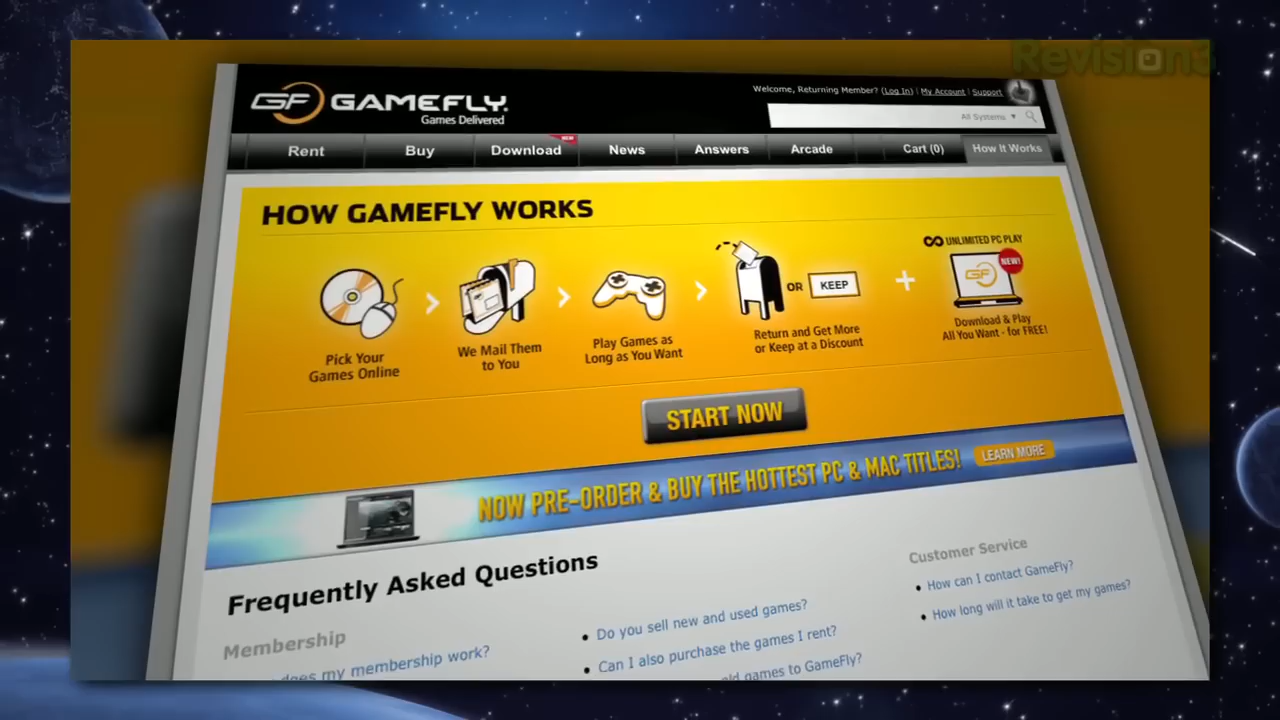 Revision3
GF GAMEFLY
Games Delivered
Welcome, Returning Member? (Log In) | My Account | Support
All Systems
Rent
Buy
Download
NEW
News
Answers
Arcade
Cart (0)
How It Works
HOW GAMEFLY WORKS
Pick Your
Games Online
We Mail Them
to You
Play Games as
Long as You Want
OR
KEEP
Return and Get More
or Keep at a Discount
UNLIMITED PC PLAY
GF
NEW!
Download & Play
All You Want - for FREE!
START NOW
NOW PRE-ORDER & BUY THE HOTTEST PC & MAC TITLES!
LEARN MORE
Frequently Asked Questions
Membership
does my membership work?
Do you sell new and used games?
Can I also purchase the games I rent?
old games to GameFly?
Customer Service
How can I contact GameFly?
How long will it take to get my games?